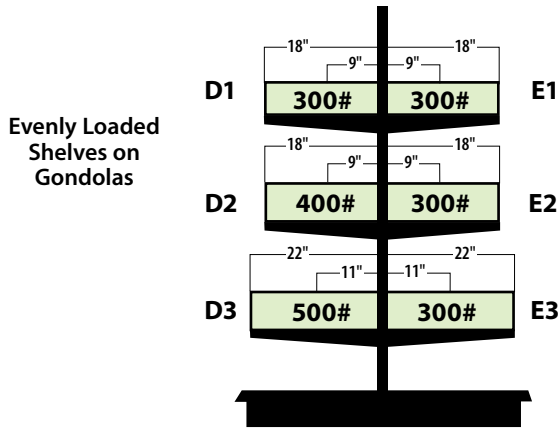 Evenly Loaded
Shelves on
Gondolas
18" 18"
9" 9"
D1 300# 300# E1
18" 18"
9" 9"
D2 400# 300# E2
22" 22"
11" 11"
D3 500# 300# E3